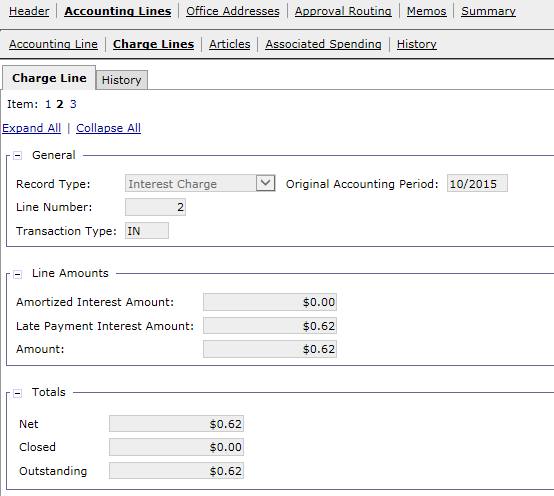 Header Accounting Lines Office Addresses Approval Routing Memos Summary
Accounting Line Charge Lines Articles Associated Spending History
Charge Line History
Item: 1 2 3
Expand All | Collapse All
General
Record Type: Interest Charge Original Accounting Period: 10/2015
Line Number: 2
Transaction Type: IN
Line Amounts
Amortized Interest Amount: $0.00
Late Payment Interest Amount: $0.62
Amount: $0.62
Totals
Net $0.62
Closed $0.00
Outstanding $0.62